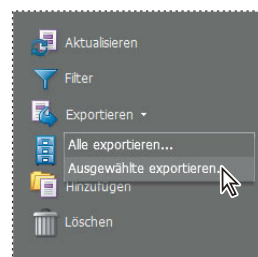 Aktualisieren
Filter
Exportieren
Alle exportieren...
Ausgewählte exportieren
Hinzufügen
Löschen